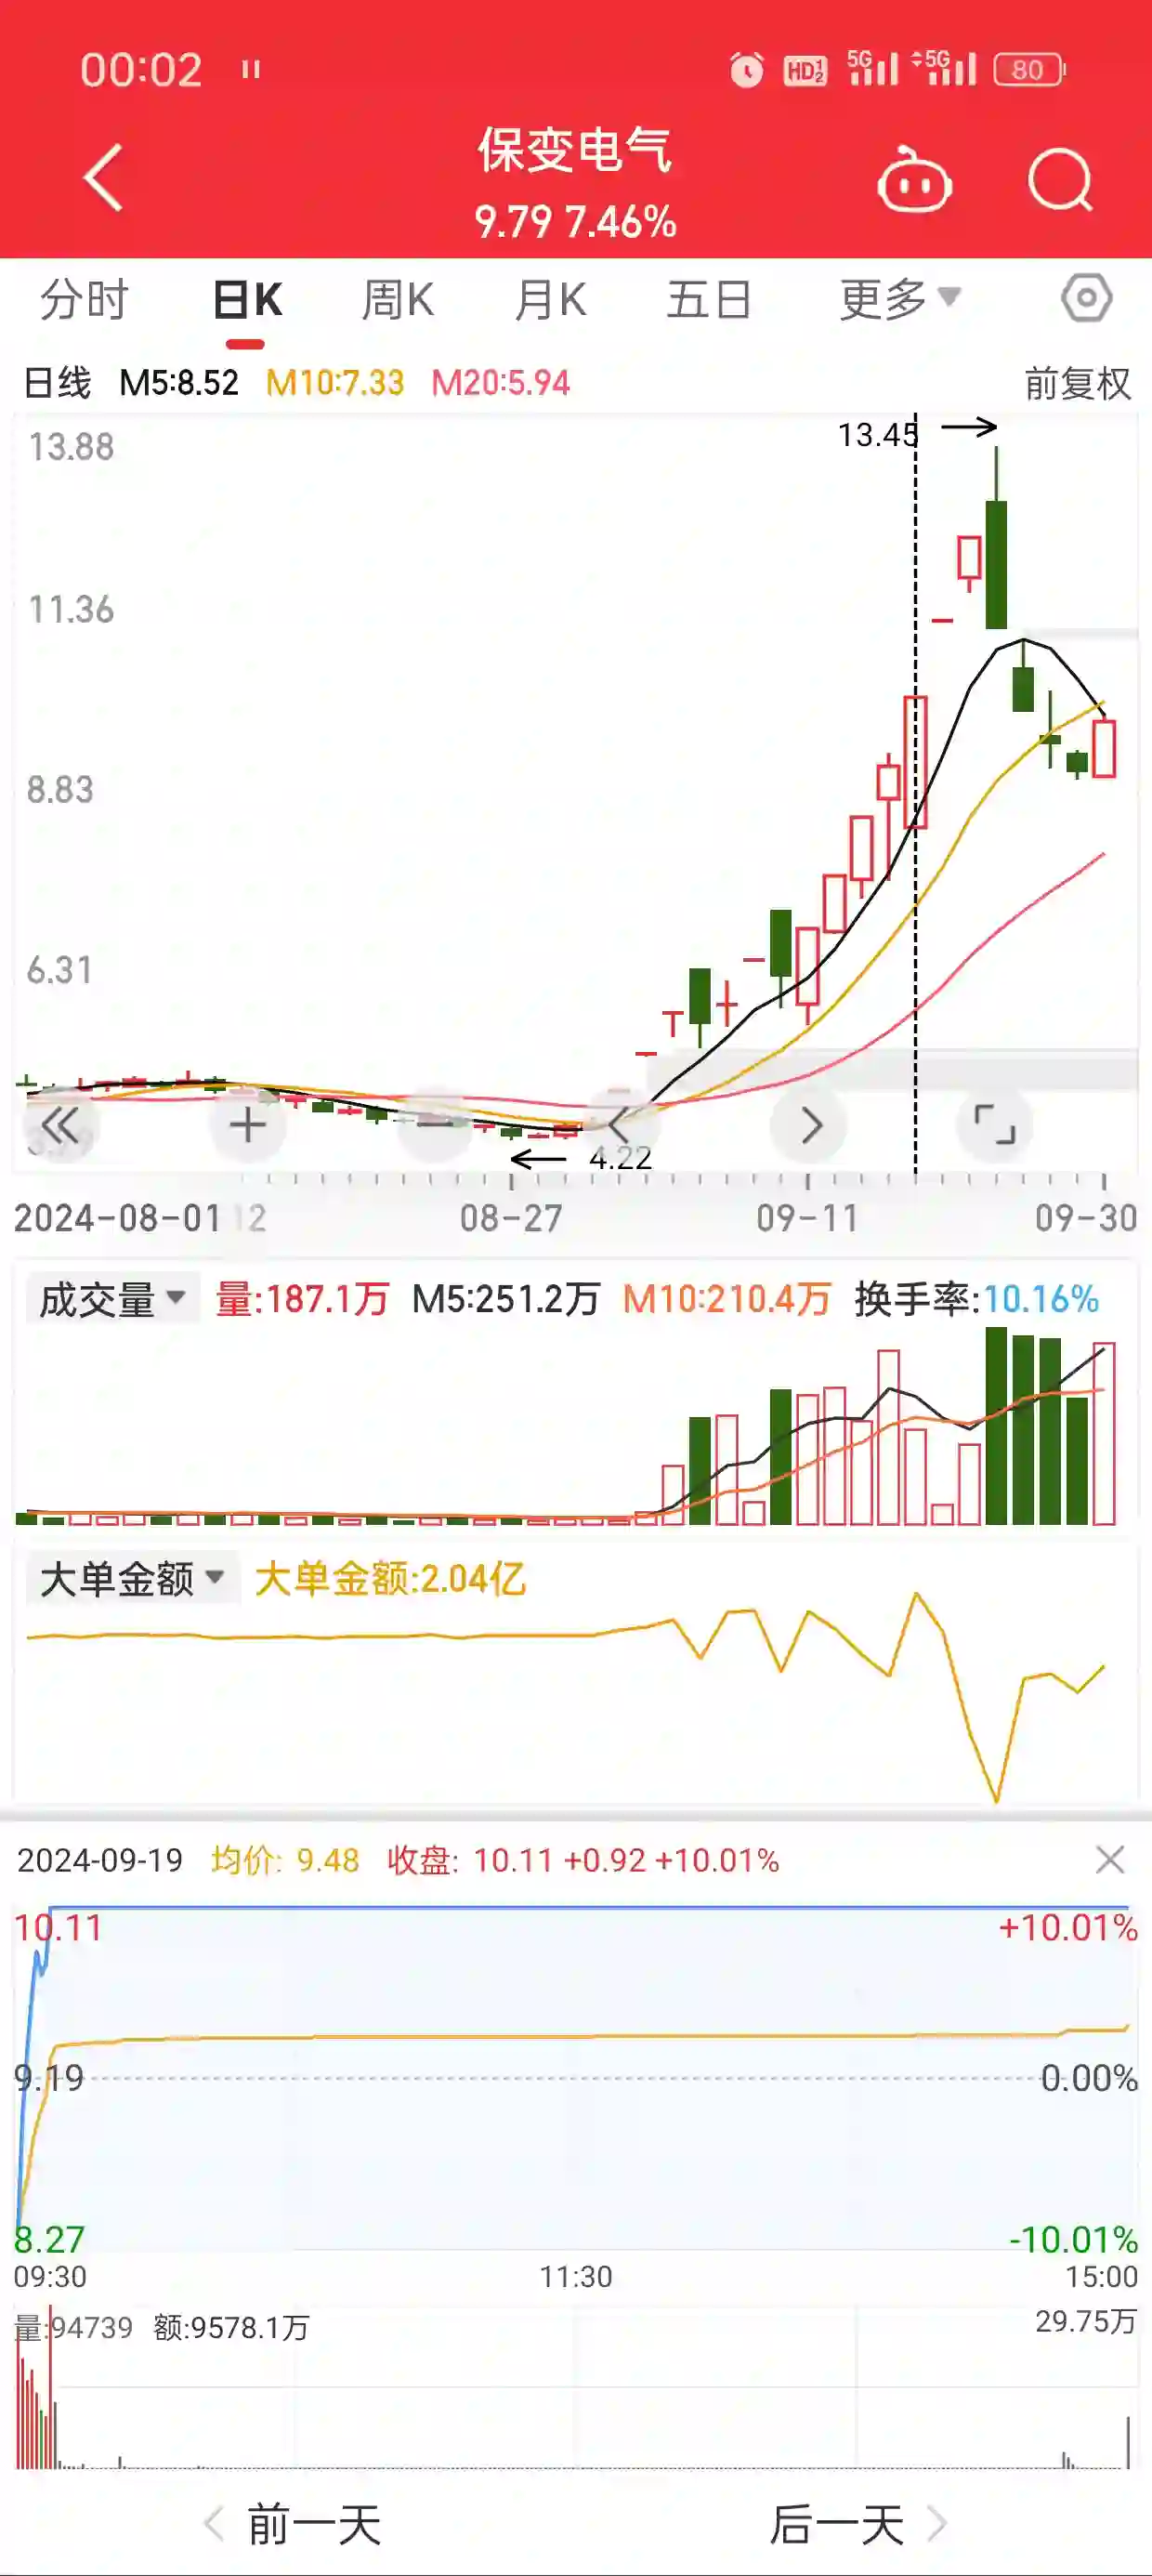 00:02
HD 1 2 5G 5G 80
保变电气
9.79 7.46%
分时 日K 周K 月K 五日 更多
日线 M5:8.52 M10:7.33 M20:5.94 前复权
13.45
13.88
11.36
8.83
6.31
4.22
2024-08-01 12 08-27 09-11 09-30
成交量 量:187.1万 M5:251.2万 M10:210.4万 换手率:10.16%
大单金额 大单金额:2.04亿
2024-09-19 均价: 9.48 收盘: 10.11 +0.92 +10.01%
10.11 +10.01%
9.19 0.00%
8.27 -10.01%
09:30 11:30 15:00
量:94739 额:9578.1万 29.75万
前一天 后一天